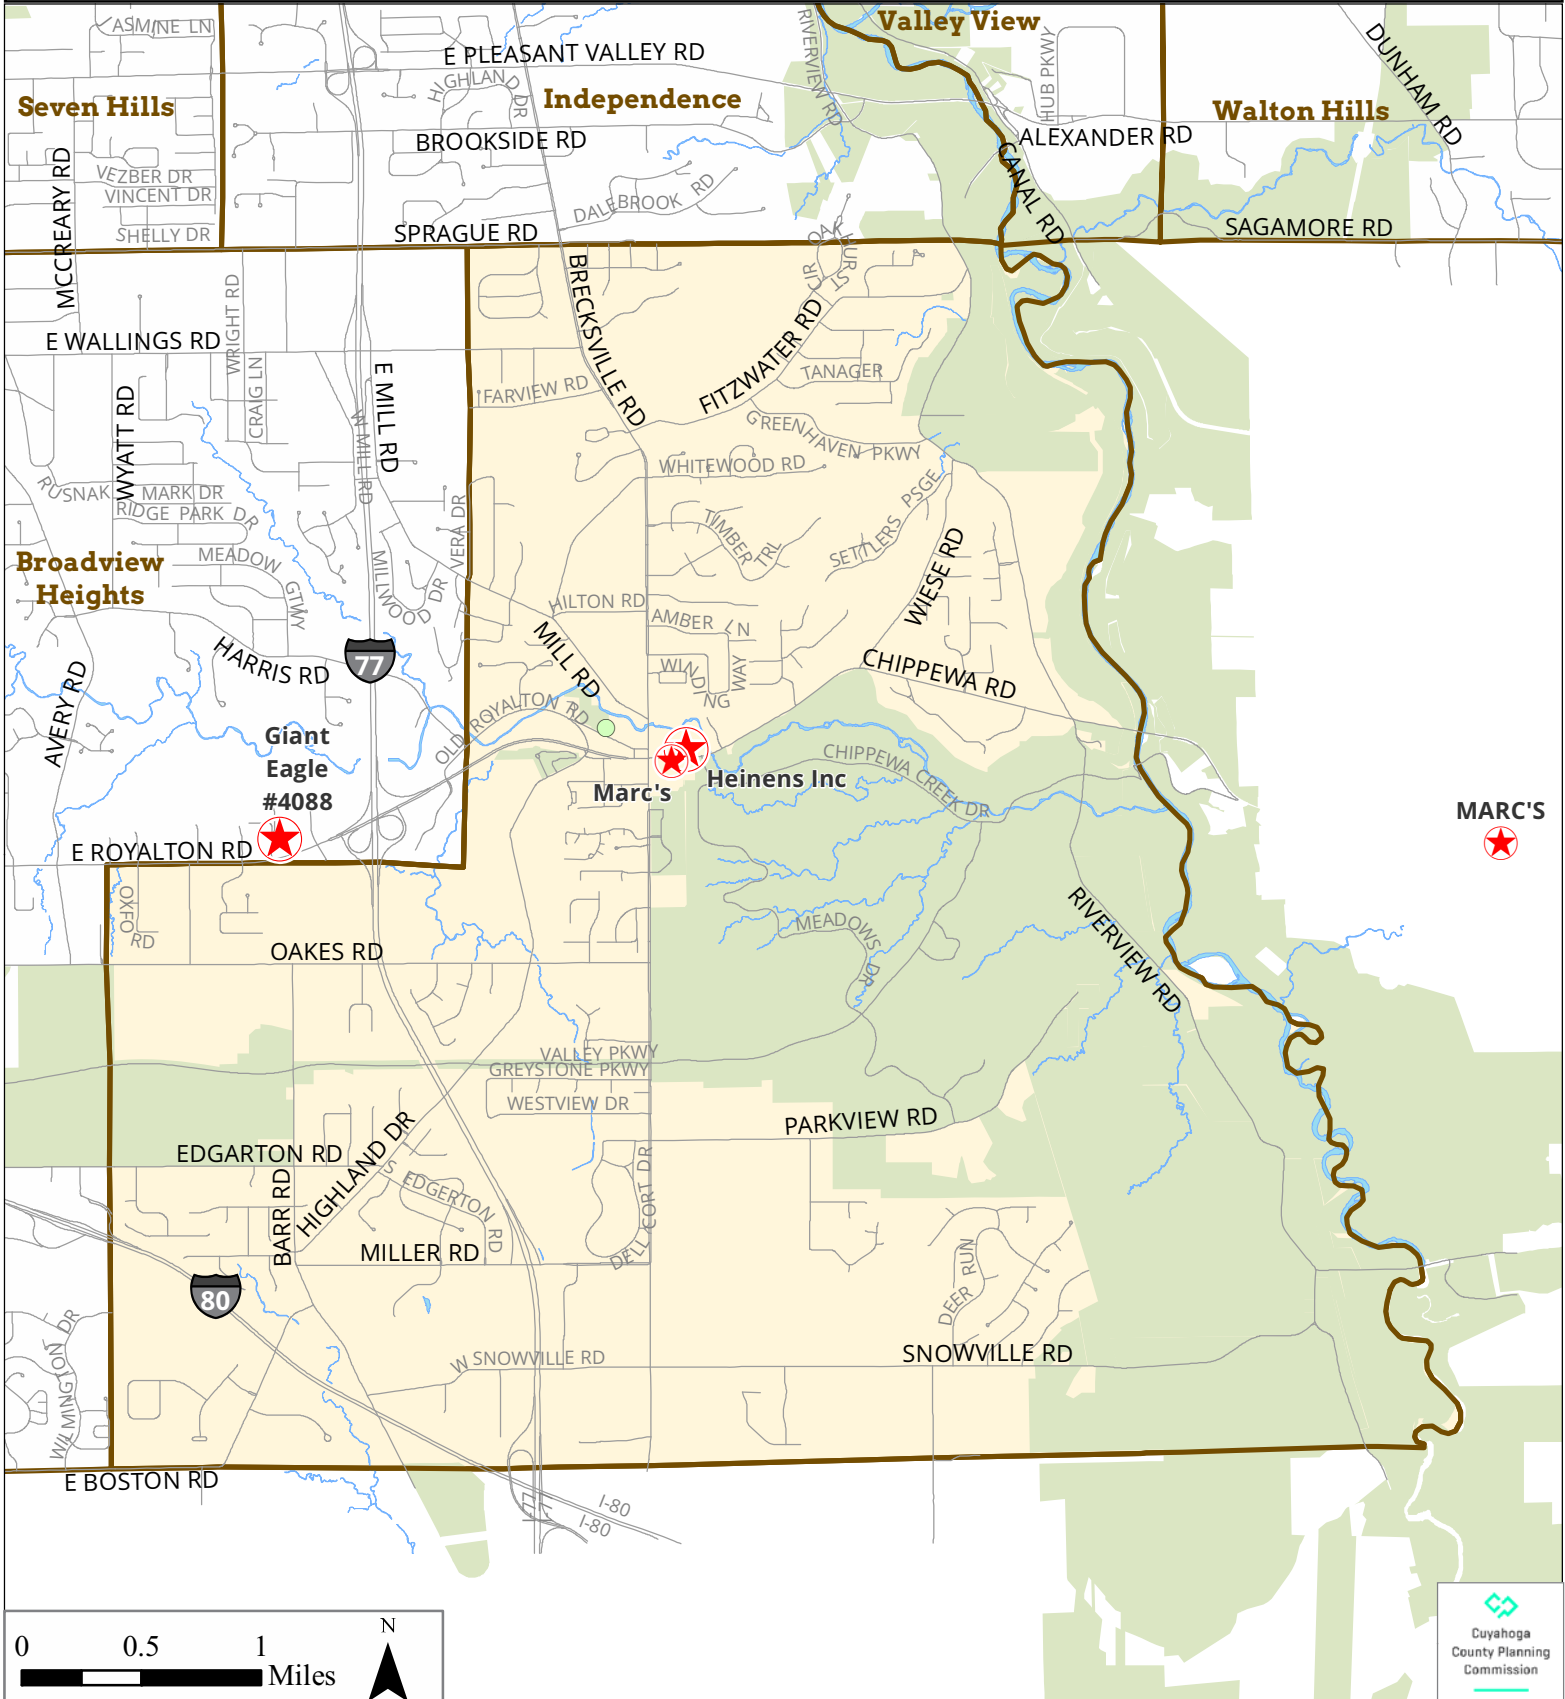 Valley View
ASMINE LN
E PLEASANT VALLEY RD
HIGHLAND DR
RIVERVIEW RD
HUB PKWY
DUNHAM RD
Seven Hills
Independence
Walton Hills
BROOKSIDE RD
ALEXANDER RD
MCCREARY RD
VEZBER DR
VINCENT DR
SHELLY DR
DALEBROOK RD
CANAL RD
SPRAGUE RD
SAGAMORE RD
OAKHURST CIR
BRECKSVILLE RD
WRIGHT RD
E WALLINGS RD
FITZWATER RD
E MILL RD
W MILL RD
CRAIG LN
WYATT RD
FARVIEW RD
TANAGER
GREENHAVEN PKWY
WHITEWOOD RD
RUSNAK
MARK DR
RIDGE PARK DR
VERA DR
TIMBER TRL
SETTLERS PSGE
WIESE RD
Broadview
Heights
MEADOW GTWY
MILLWOOD DR
HILTON RD
AMBER LN
MILL RD
WINDING WAY
CHIPPEWA RD
HARRIS RD
77
AVERY RD
OLD ROYALTON RD
Giant
Eagle
#4088
CHIPPEWA CREEK DR
Heinens Inc
Marc's
MARC'S
E ROYALTON RD
OXFO RD
MEADOWS DR
RIVERVIEW RD
OAKES RD
VALLEY PKWY
GREYSTONE PKWY
WESTVIEW DR
PARKVIEW RD
EDGARTON RD
HIGHLAND DR
S EDGERTON RD
BARR RD
DELL CORT DR
MILLER RD
DEER RUN
80
WILMINGTON DR
W SNOWVILLE RD
SNOWVILLE RD
E BOSTON RD
I-80
I-80
I-77
0 0.5 1
Miles
N
Cuyahoga
County Planning
Commission